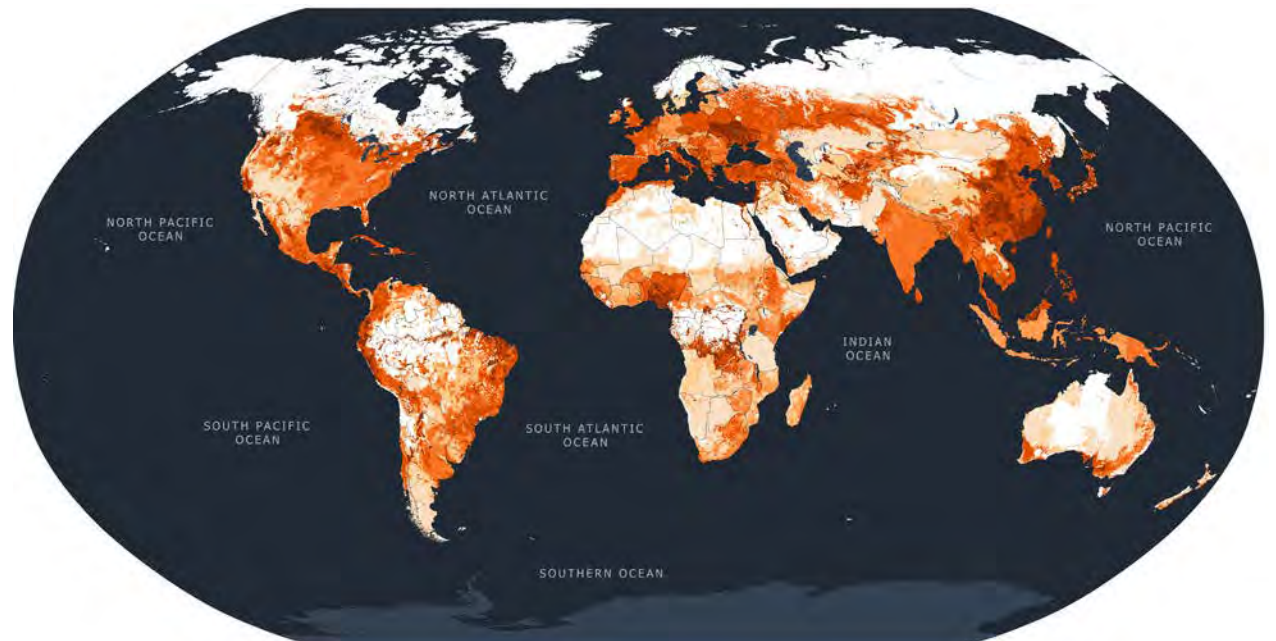 NORTH ATLANTIC
OCEAN
NORTH PACIFIC
OCEAN
NORTH PACIFIC
OCEAN
INDIAN
OCEAN
SOUTH PACIFIC
OCEAN
SOUTH ATLANTIC
OCEAN
SOUTHERN OCEAN